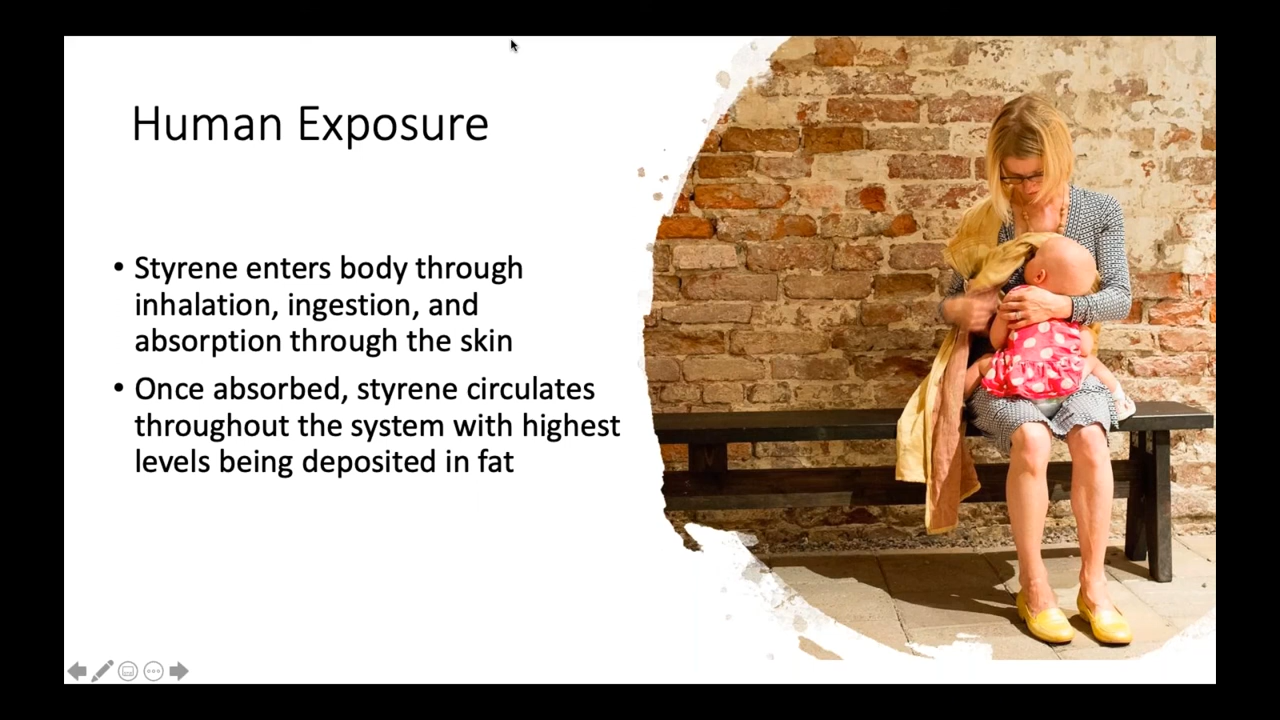 Human Exposure
• Styrene enters body through
inhalation, ingestion, and
absorption through the skin
• Once absorbed, styrene circulates
throughout the system with highest
levels being deposited in fat